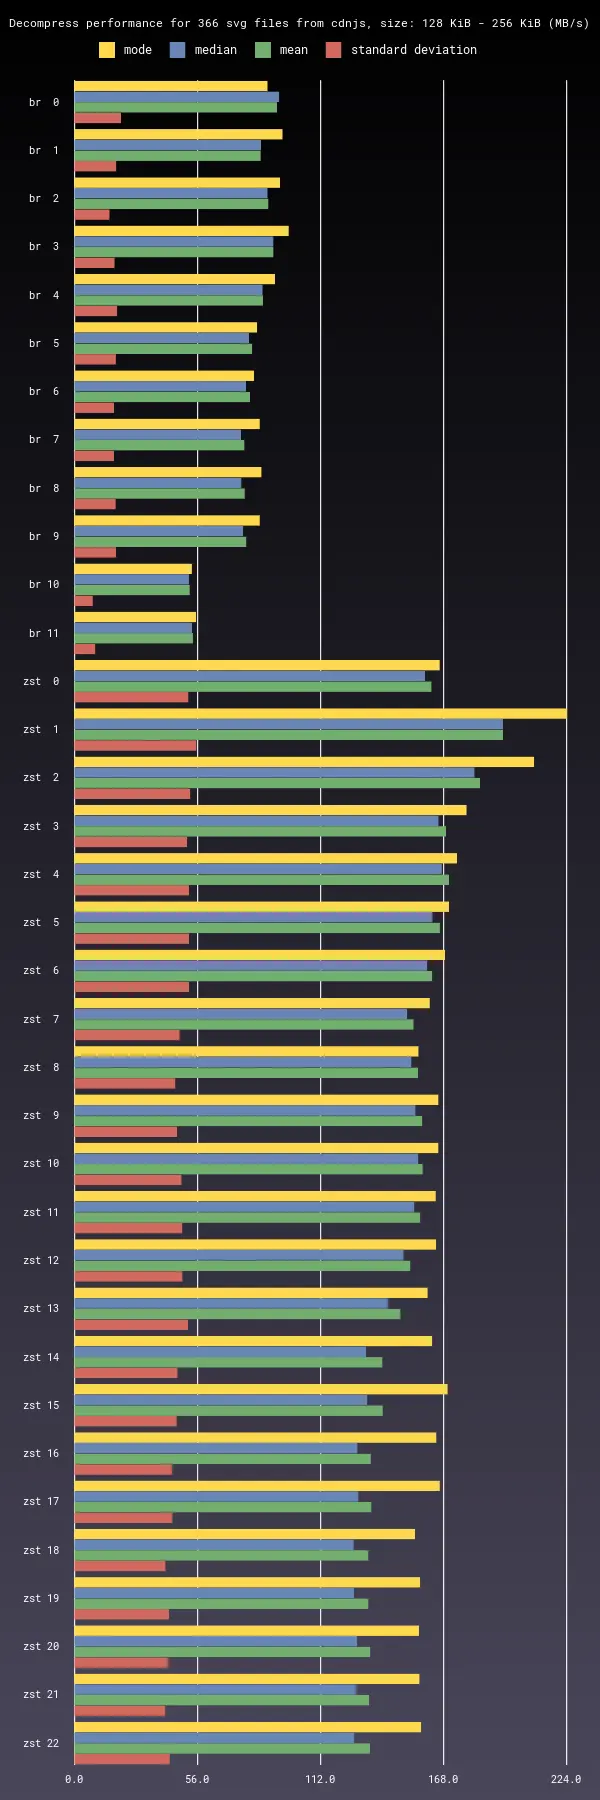 Decompress performance for 366 svg files from cdnjs, size: 128 KiB - 256 KiB (MB/s)
mode median mean standard deviation
br 0
br 1
br 2
br 3
br 4
br 5
br 6
br 7
br 8
br 9
br 10
br 11
zst 0
zst 1
zst 2
zst 3
zst 4
zst 5
zst 6
zst 7
zst 8
zst 9
zst 10
zst 11
zst 12
zst 13
zst 14
zst 15
zst 16
zst 17
zst 18
zst 19
zst 20
zst 21
zst 22
0.0 56.0 112.0 168.0 224.0